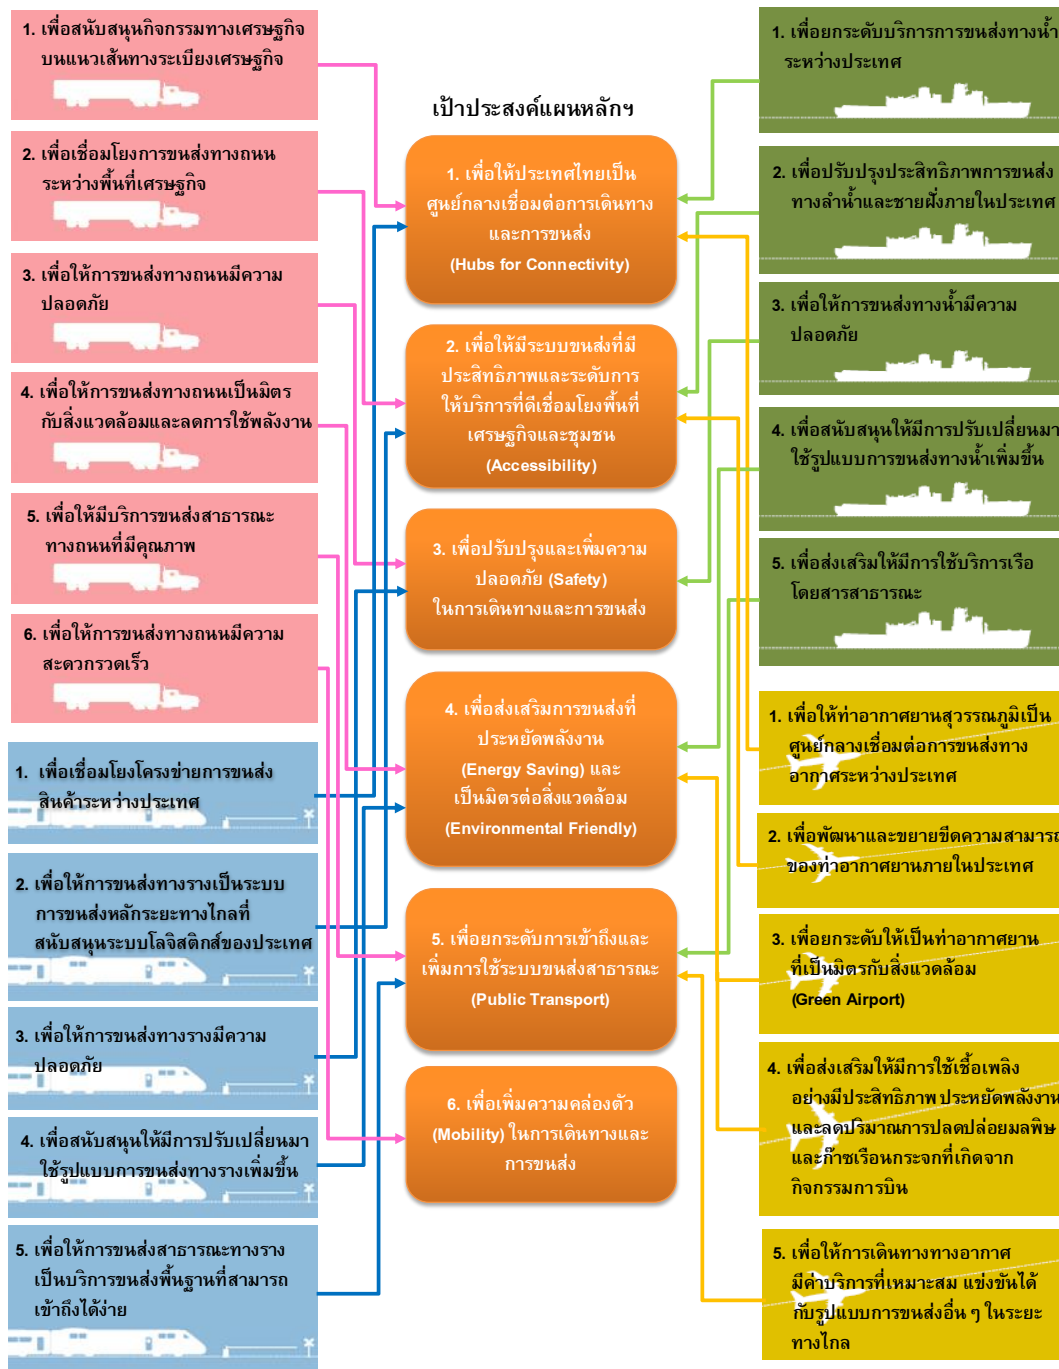 1. เพื่อสนับสนุนกิจกรรมทางเศรษฐกิจ
บนแนวเส้นทางระเบียงเศรษฐกิจ
2. เพื่อเชื่อมโยงการขนส่งทางถนน
ระหว่างพื้นที่เศรษฐกิจ
3. เพื่อให้การขนส่งทางถนนมีความ
ปลอดภัย
4. เพื่อให้การขนส่งทางถนนเป็นมิตร
กับสิ่งแวดล้อมและลดการใช้พลังงาน
5. เพื่อให้มีบริการขนส่งสาธารณะ
ทางถนนที่มีคุณภาพ
6. เพื่อให้การขนส่งทางถนนมีความ
สะดวกรวดเร็ว
1. เพื่อเชื่อมโยงโครงข่ายการขนส่ง
สินค้าระหว่างประเทศ
2. เพื่อให้การขนส่งทางรางเป็นระบบ
การขนส่งหลักระยะทางไกลที่
สนับสนุนระบบโลจิสติกส์ของประเทศ
3. เพื่อให้การขนส่งทางรางมีความ
ปลอดภัย
4. เพื่อสนับสนุนให้มีการปรับเปลี่ยนมา
ใช้รูปแบบการขนส่งทางรางเพิ่มขึ้น
5. เพื่อให้การขนส่งสาธารณะทางราง
เป็นบริการขนส่งพื้นฐานที่สามารถ
เข้าถึงได้ง่าย
เป้าประสงค์แผนหลักฯ
1. เพื่อให้ประเทศไทยเป็น
ศูนย์กลางเชื่อมต่อการเดินทาง
และการขนส่ง
(Hubs for Connectivity)
2. เพื่อให้มีระบบขนส่งที่มี
ประสิทธิภาพและระดับการ
ให้บริการที่ดีเชื่อมโยงพื้นที่
เศรษฐกิจและชุมชน
(Accessibility)
3. เพื่อปรับปรุงและเพิ่มความ
ปลอดภัย (Safety)
ในการเดินทางและการขนส่ง
4. เพื่อส่งเสริมการขนส่งที่
ประหยัดพลังงาน
(Energy Saving) และ
เป็นมิตรต่อสิ่งแวดล้อม
(Environmental Friendly)
5. เพื่อยกระดับการเข้าถึงและ
เพิ่มการใช้ระบบขนส่งสาธารณะ
(Public Transport)
6. เพื่อเพิ่มความคล่องตัว
(Mobility) ในการเดินทางและ
การขนส่ง
1. เพื่อยกระดับบริการการขนส่งทางน้ำ
ระหว่างประเทศ
2. เพื่อปรับปรุงประสิทธิภาพการขนส่ง
ทางลำน้ำและชายฝั่งภายในประเทศ
3. เพื่อให้การขนส่งทางน้ำมีความ
ปลอดภัย
4. เพื่อสนับสนุนให้มีการปรับเปลี่ยนมา
ใช้รูปแบบการขนส่งทางน้ำเพิ่มขึ้น
5. เพื่อส่งเสริมให้มีการใช้บริการเรือ
โดยสารสาธารณะ
1. เพื่อให้ท่าอากาศยานสุวรรณภูมิเป็น
ศูนย์กลางเชื่อมต่อการขนส่งทาง
อากาศระหว่างประเทศ
2. เพื่อพัฒนาและขยายขีดความสามารถ
ของท่าอากาศยานภายในประเทศ
3. เพื่อยกระดับให้เป็นท่าอากาศยาน
ที่เป็นมิตรกับสิ่งแวดล้อม
(Green Airport)
4. เพื่อส่งเสริมให้มีการใช้เชื้อเพลิง
อย่างมีประสิทธิภาพ ประหยัดพลังงาน
และลดปริมาณการปลดปล่อยมลพิษ
และก๊าซเรือนกระจกที่เกิดจาก
กิจกรรมการบิน
5. เพื่อให้การเดินทางทางอากาศ
มีค่าบริการที่เหมาะสม แข่งขันได้
กับรูปแบบการขนส่งอื่น ๆ ในระยะ
ทางไกล